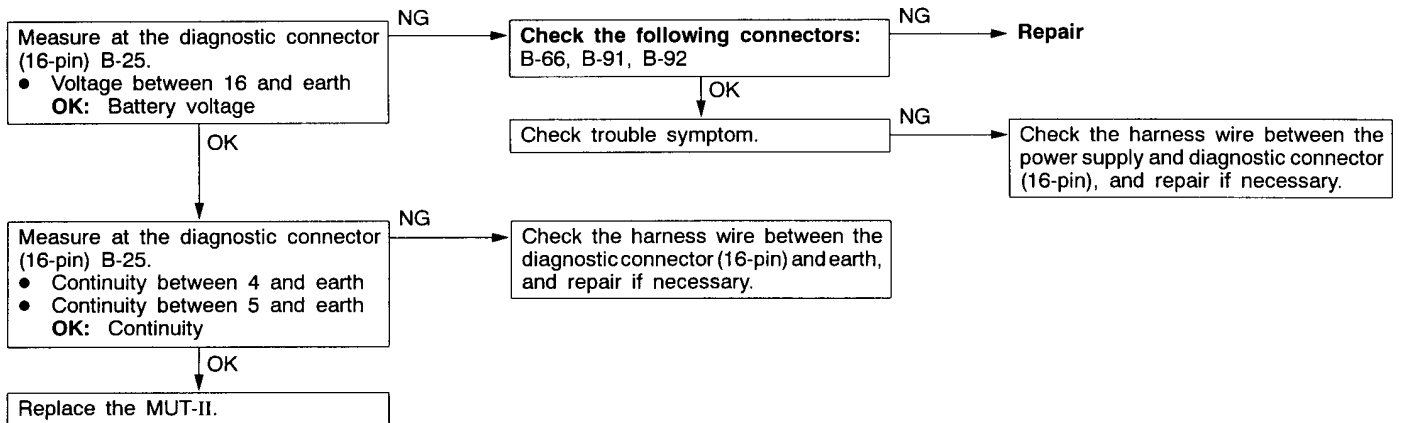 Measure at the diagnostic connector
(16-pin) B-25.
● Voltage between 16 and earth
OK: Battery voltage
NG
Check the following connectors:
B-66, B-91, B-92
NG
Repair
OK
Check trouble symptom.
NG
Check the harness wire between the
power supply and diagnostic connector
(16-pin), and repair if necessary.
OK
Measure at the diagnostic connector
(16-pin) B-25.
● Continuity between 4 and earth
● Continuity between 5 and earth
OK: Continuity
NG
Check the harness wire between the
diagnostic connector (16-pin) and earth,
and repair if necessary.
OK
Replace the MUT-II.